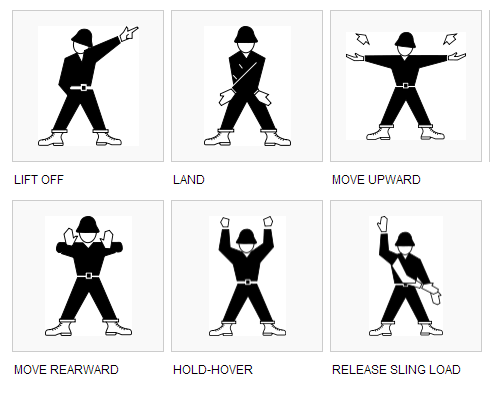 LIFT OFF
LAND
MOVE UPWARD
MOVE REARWARD
HOLD-HOVER
RELEASE SLING LOAD